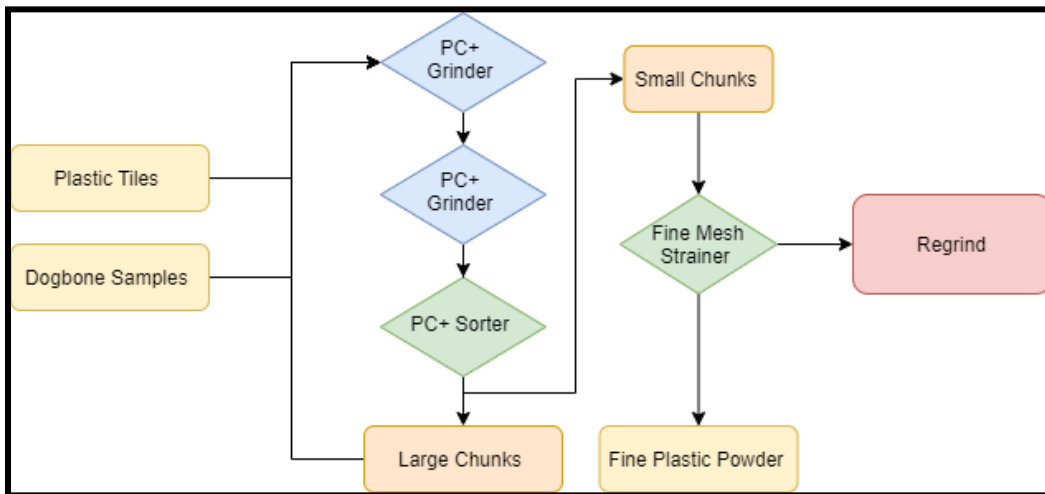 PC+
Grinder
Small Chunks
Plastic Tiles
PC+
Grinder
Fine Mesh
Strainer
Regrind
Dogbone Samples
PC+ Sorter
Large Chunks
Fine Plastic Powder